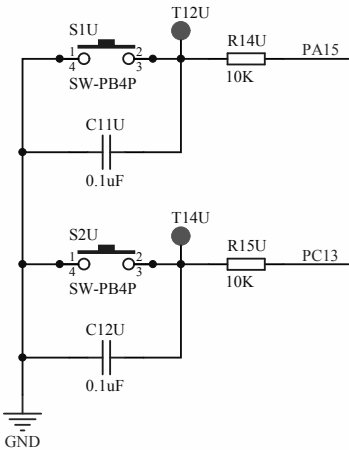 T12U
S1U
R14U PA15
1 2
4 3
SW-PB4P 10K
C11U
0.1uF
T14U
S2U
R15U PC13
1 2
4 3
SW-PB4P 10K
C12U
0.1uF
GND